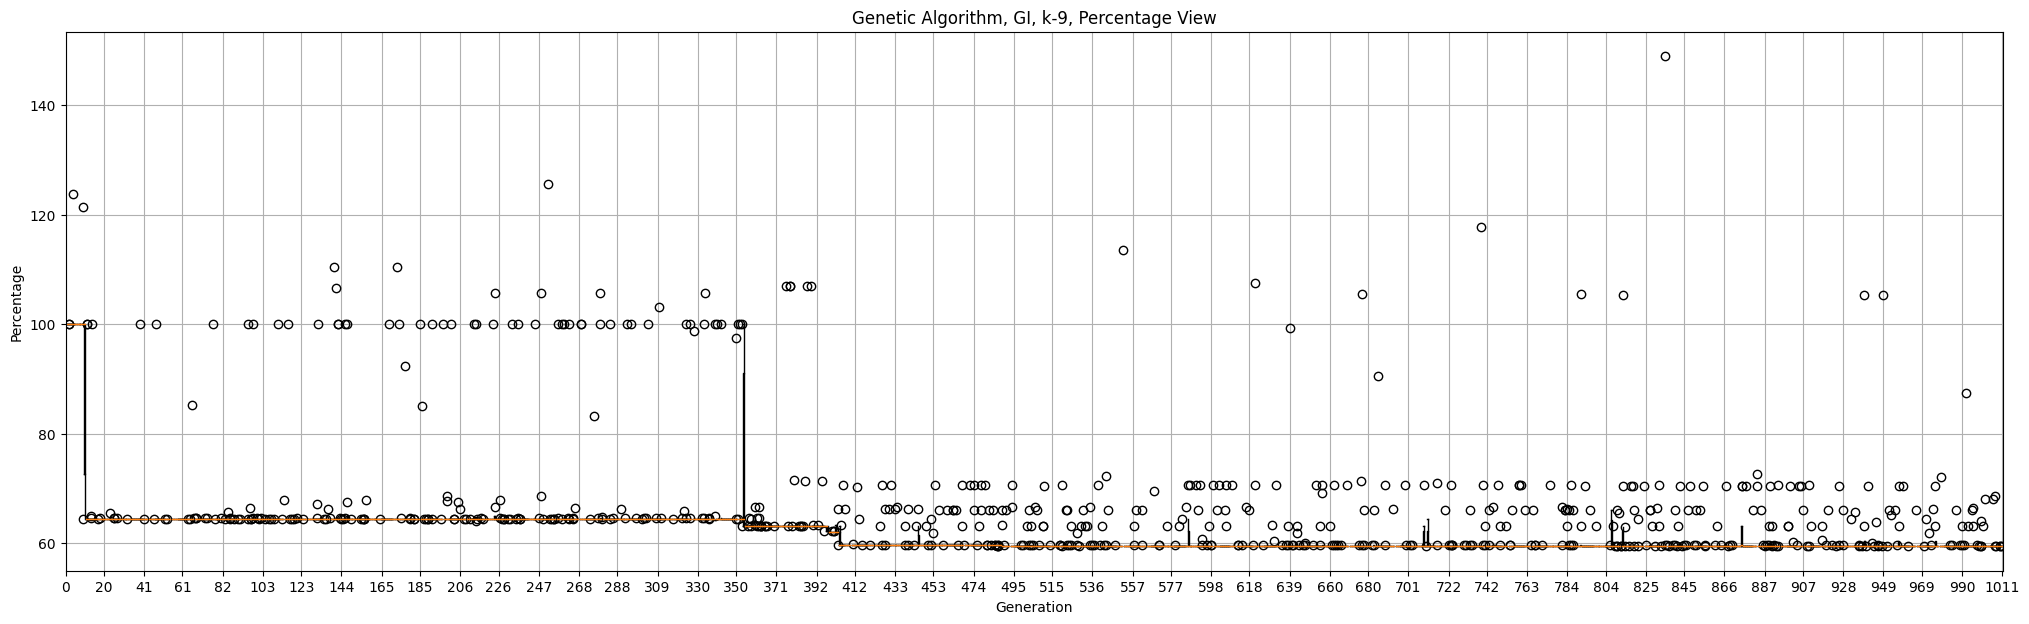 Genetic Algorithm, GI, k-9, Percentage View
Percentage
140
120
100
80
60
0 20 41 61 82 103 123 144 165 185 206 226 247 268 288 309 330 350 371 392 412 433 453 474 495 515 536 557 577 598 618 639 660 680 701 722 742 763 784 804 825 845 866 887 907 928 949 969 990 1011
Generation